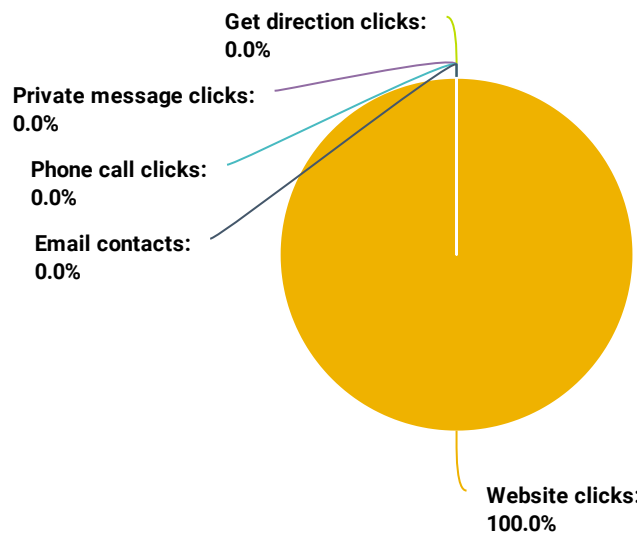 Get direction clicks:
0.0%
Private message clicks:
0.0%
Phone call clicks:
0.0%
Email contacts:
0.0%
Website clicks:
100.0%